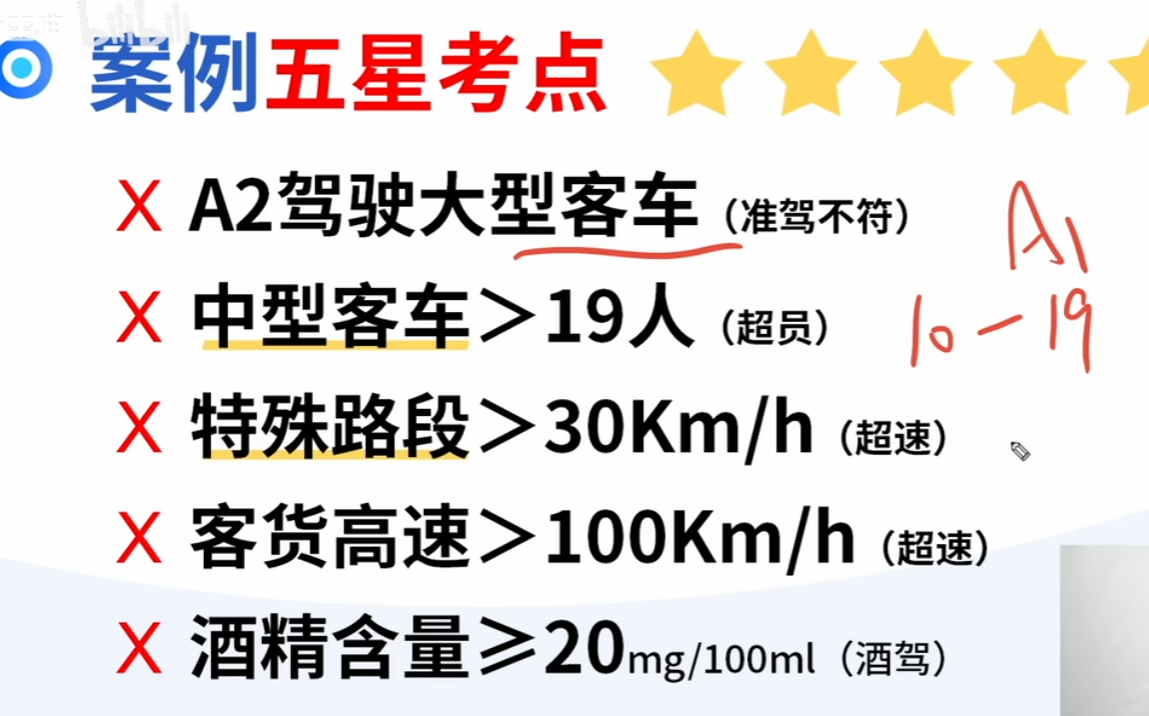 案例五星考点
X A2驾驶大型客车（准驾不符）
A1
X 中型客车＞19人（超员）
10-19
X 特殊路段＞30Km/h（超速）
X 客货高速＞100Km/h（超速）
X 酒精含量≥20mg/100ml（酒驾）